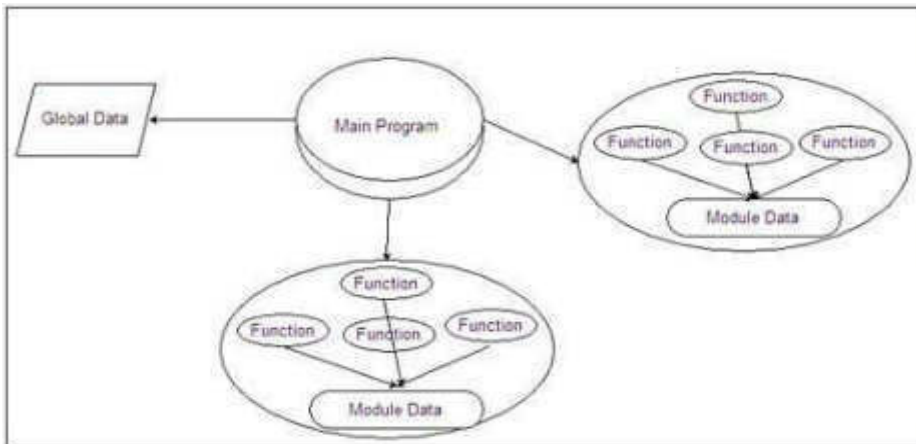 Global Data
Main Program
Function
Function
Function
Function
Module Data
Function
Function
Function
Function
Module Data